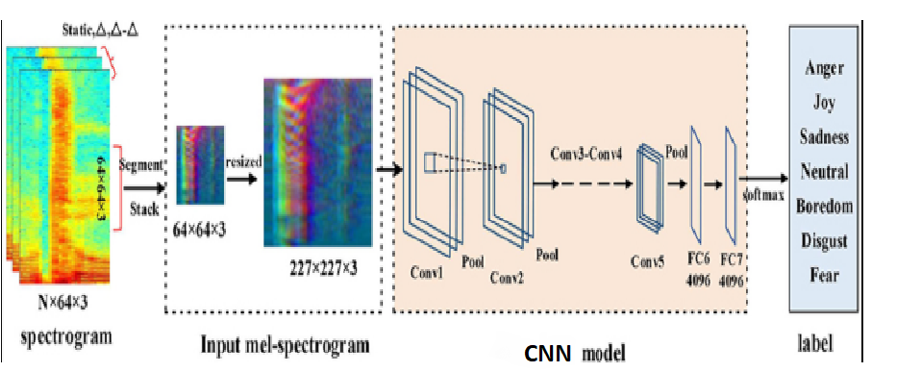 Static,△,△-△
64×64×3
N×64×3
spectrogram
Segment
Stack
64×64×3
resized
227×227×3
Input mel-spectrogram
Conv1
Pool
Conv2
Pool
Conv3-Conv4
Conv5
Pool
FC6
4096
FC7
4096
CNN model
softmax
Anger
Joy
Sadness
Neutral
Boredom
Disgust
Fear
label